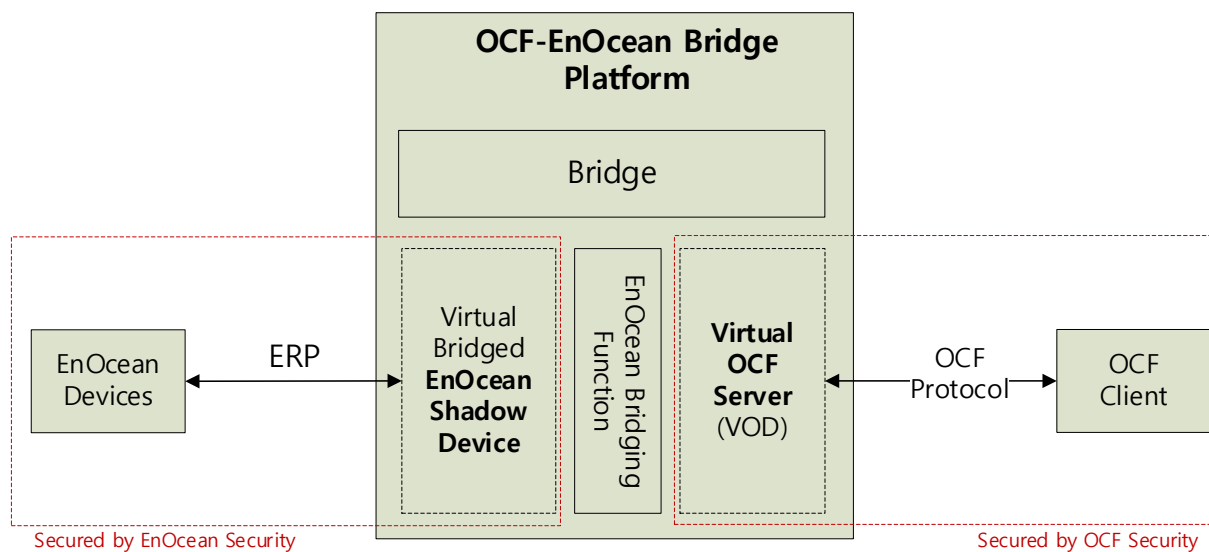 OCF-EnOcean Bridge
Platform
Bridge
EnOcean
Devices
ERP
Virtual
Bridged
EnOcean
Shadow
Device
EnOcean Bridging
Function
Virtual
OCF
Server
(VOD)
OCF
Protocol
OCF
Client
Secured by EnOcean Security
Secured by OCF Security